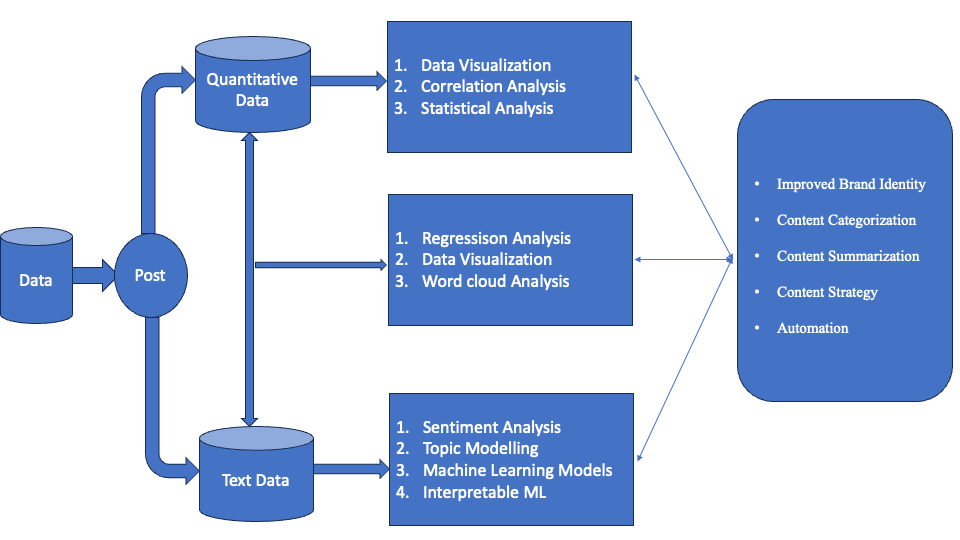 Data
Post
Quantitative
Data
Text Data
1. Data Visualization
2. Correlation Analysis
3. Statistical Analysis
1. Regressison Analysis
2. Data Visualization
3. Word cloud Analysis
1. Sentiment Analysis
2. Topic Modelling
3. Machine Learning Models
4. Interpretable ML
• Improved Brand Identity
• Content Categorization
• Content Summarization
• Content Strategy
• Automation